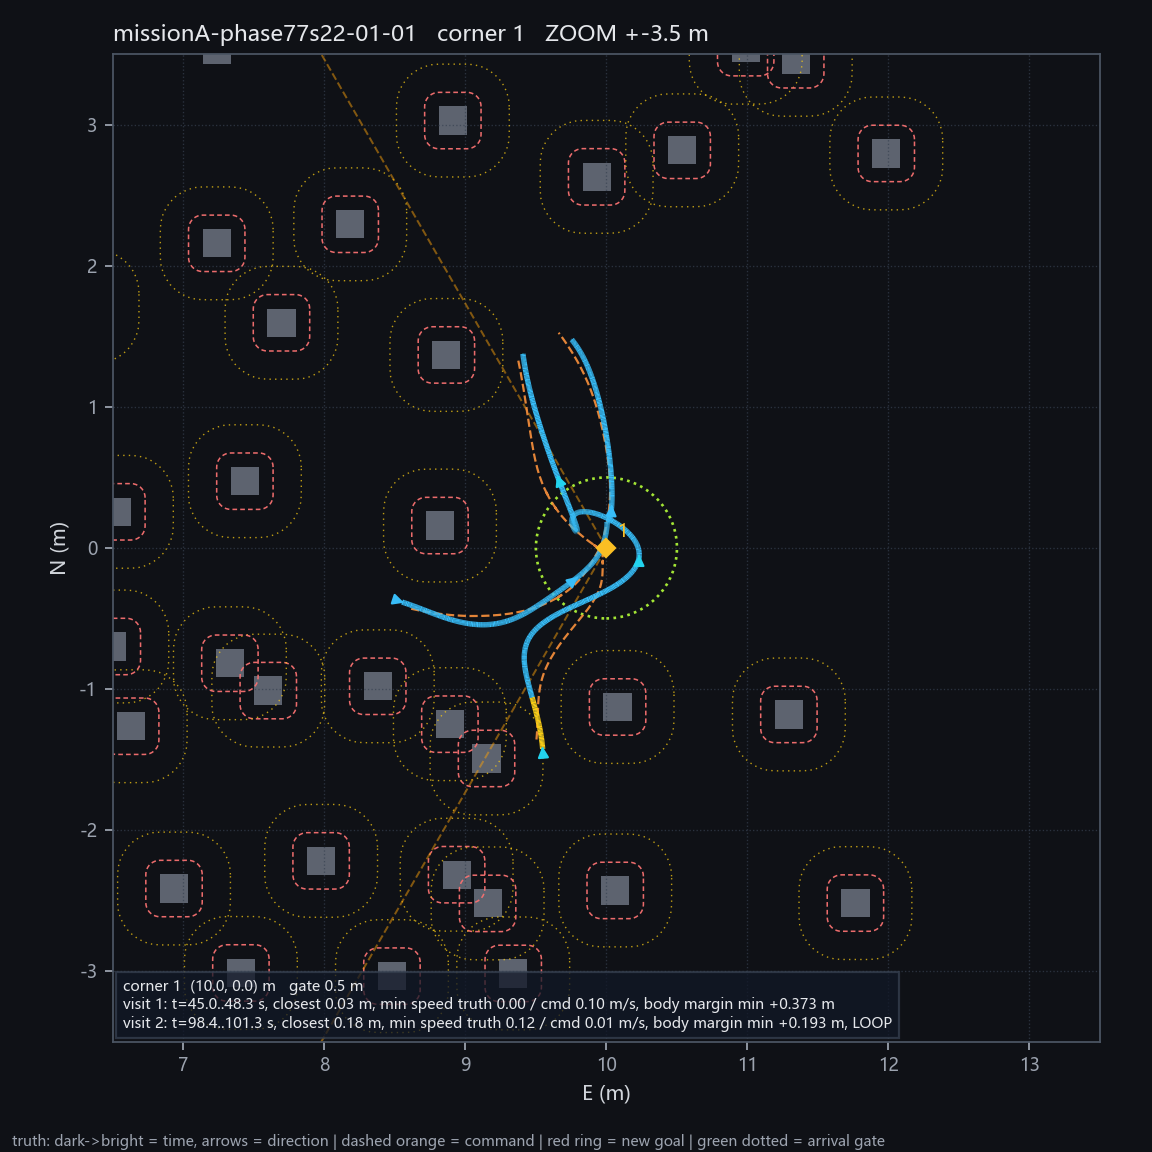 missionA-phase77s22-01-01   corner 1   ZOOM +-3.5 m
3
2
1
0
-1
-2
-3
N (m)
1
corner 1  (10.0, 0.0) m   gate 0.5 m
visit 1: t=45.0..48.3 s, closest 0.03 m, min speed truth 0.00 / cmd 0.10 m/s, body margin min +0.373 m
visit 2: t=98.4..101.3 s, closest 0.18 m, min speed truth 0.12 / cmd 0.01 m/s, body margin min +0.193 m, LOOP
7
8
9
10
11
12
13
E (m)
truth: dark->bright = time, arrows = direction | dashed orange = command | red ring = new goal | green dotted = arrival gate